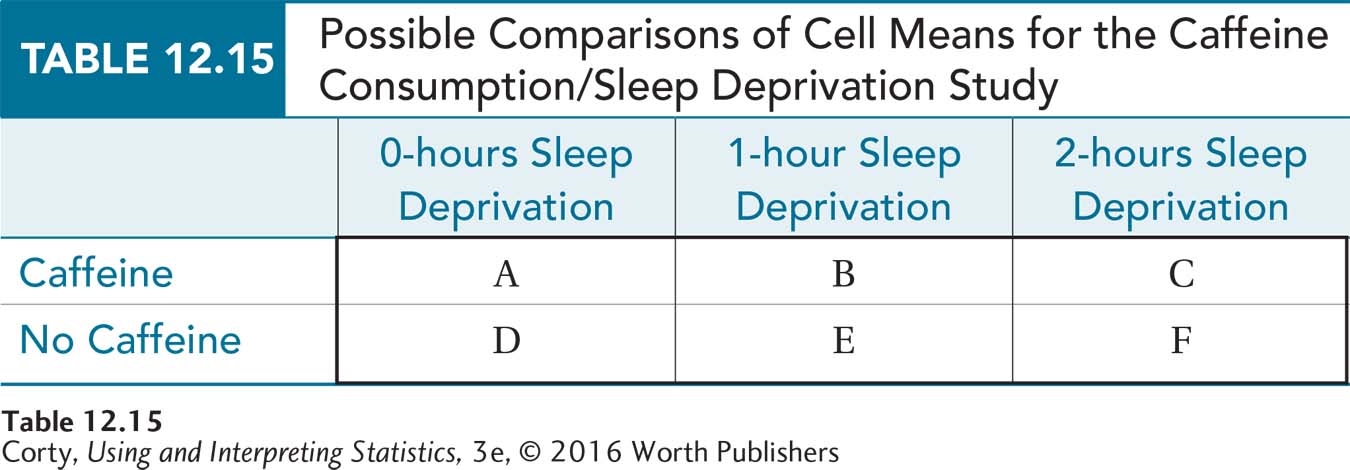 TABLE 12.15
Possible Comparisons of Cell Means for the Caffeine
Consumption/Sleep Deprivation Study
0-hours Sleep Deprivation 1-hour Sleep Deprivation 2-hours Sleep Deprivation
Caffeine A B C
No Caffeine D E F
Table 12.15
Corty, Using and Interpreting Statistics, 3e, © 2016 Worth Publishers